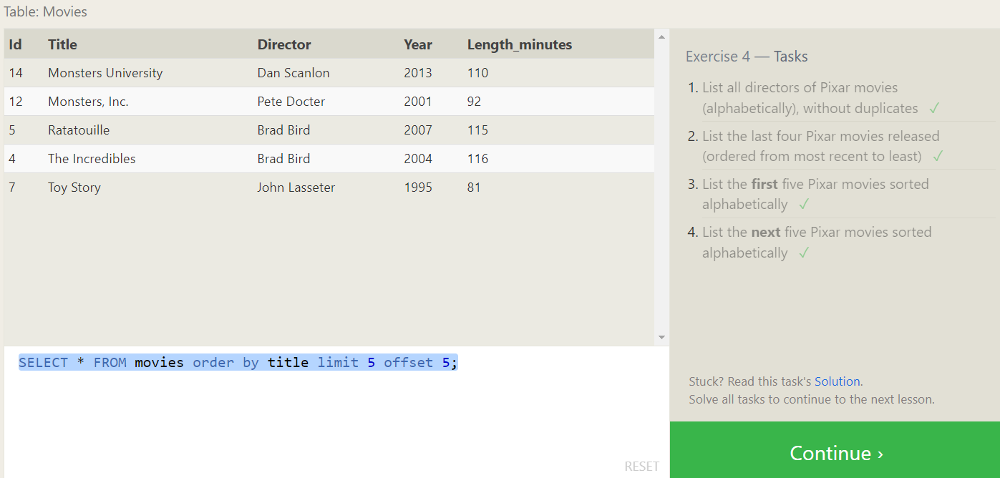 Table: Movies
Id Title Director Year Length_minutes
14 Monsters University Dan Scanlon 2013 110
12 Monsters, Inc. Pete Docter 2001 92
5 Ratatouille Brad Bird 2007 115
4 The Incredibles Brad Bird 2004 116
7 Toy Story John Lasseter 1995 81
SELECT * FROM movies order by title limit 5 offset 5;
RESET
Exercise 4 — Tasks
1. List all directors of Pixar movies
(alphabetically), without duplicates ✓
2. List the last four Pixar movies released
(ordered from most recent to least) ✓
3. List the first five Pixar movies sorted
alphabetically ✓
4. List the next five Pixar movies sorted
alphabetically ✓
Stuck? Read this task's Solution.
Solve all tasks to continue to the next lesson.
Continue ›